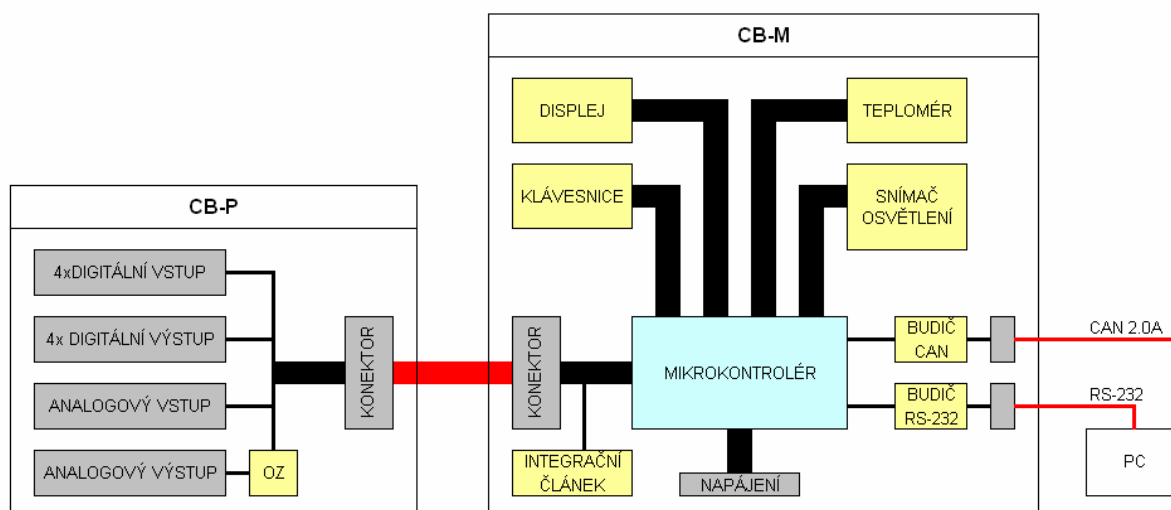 CB-M
DISPLEJ
TEPLOMÉR
KLÁVESNICE
SNÍMAČ
OSVĚTLENÍ
CB-P
4xDIGITÁLNÍ VSTUP
4x DIGITÁLNÍ VÝSTUP
ANALOGOVÝ VSTUP
ANALOGOVÝ VÝSTUP
OZ
KONEKTOR
KONEKTOR
MIKROKONTROLÉR
INTEGRAČNÍ
ČLÁNEK
NAPÁJENÍ
BUDIČ
CAN
BUDIČ
RS-232
CAN 2.0A
RS-232
PC